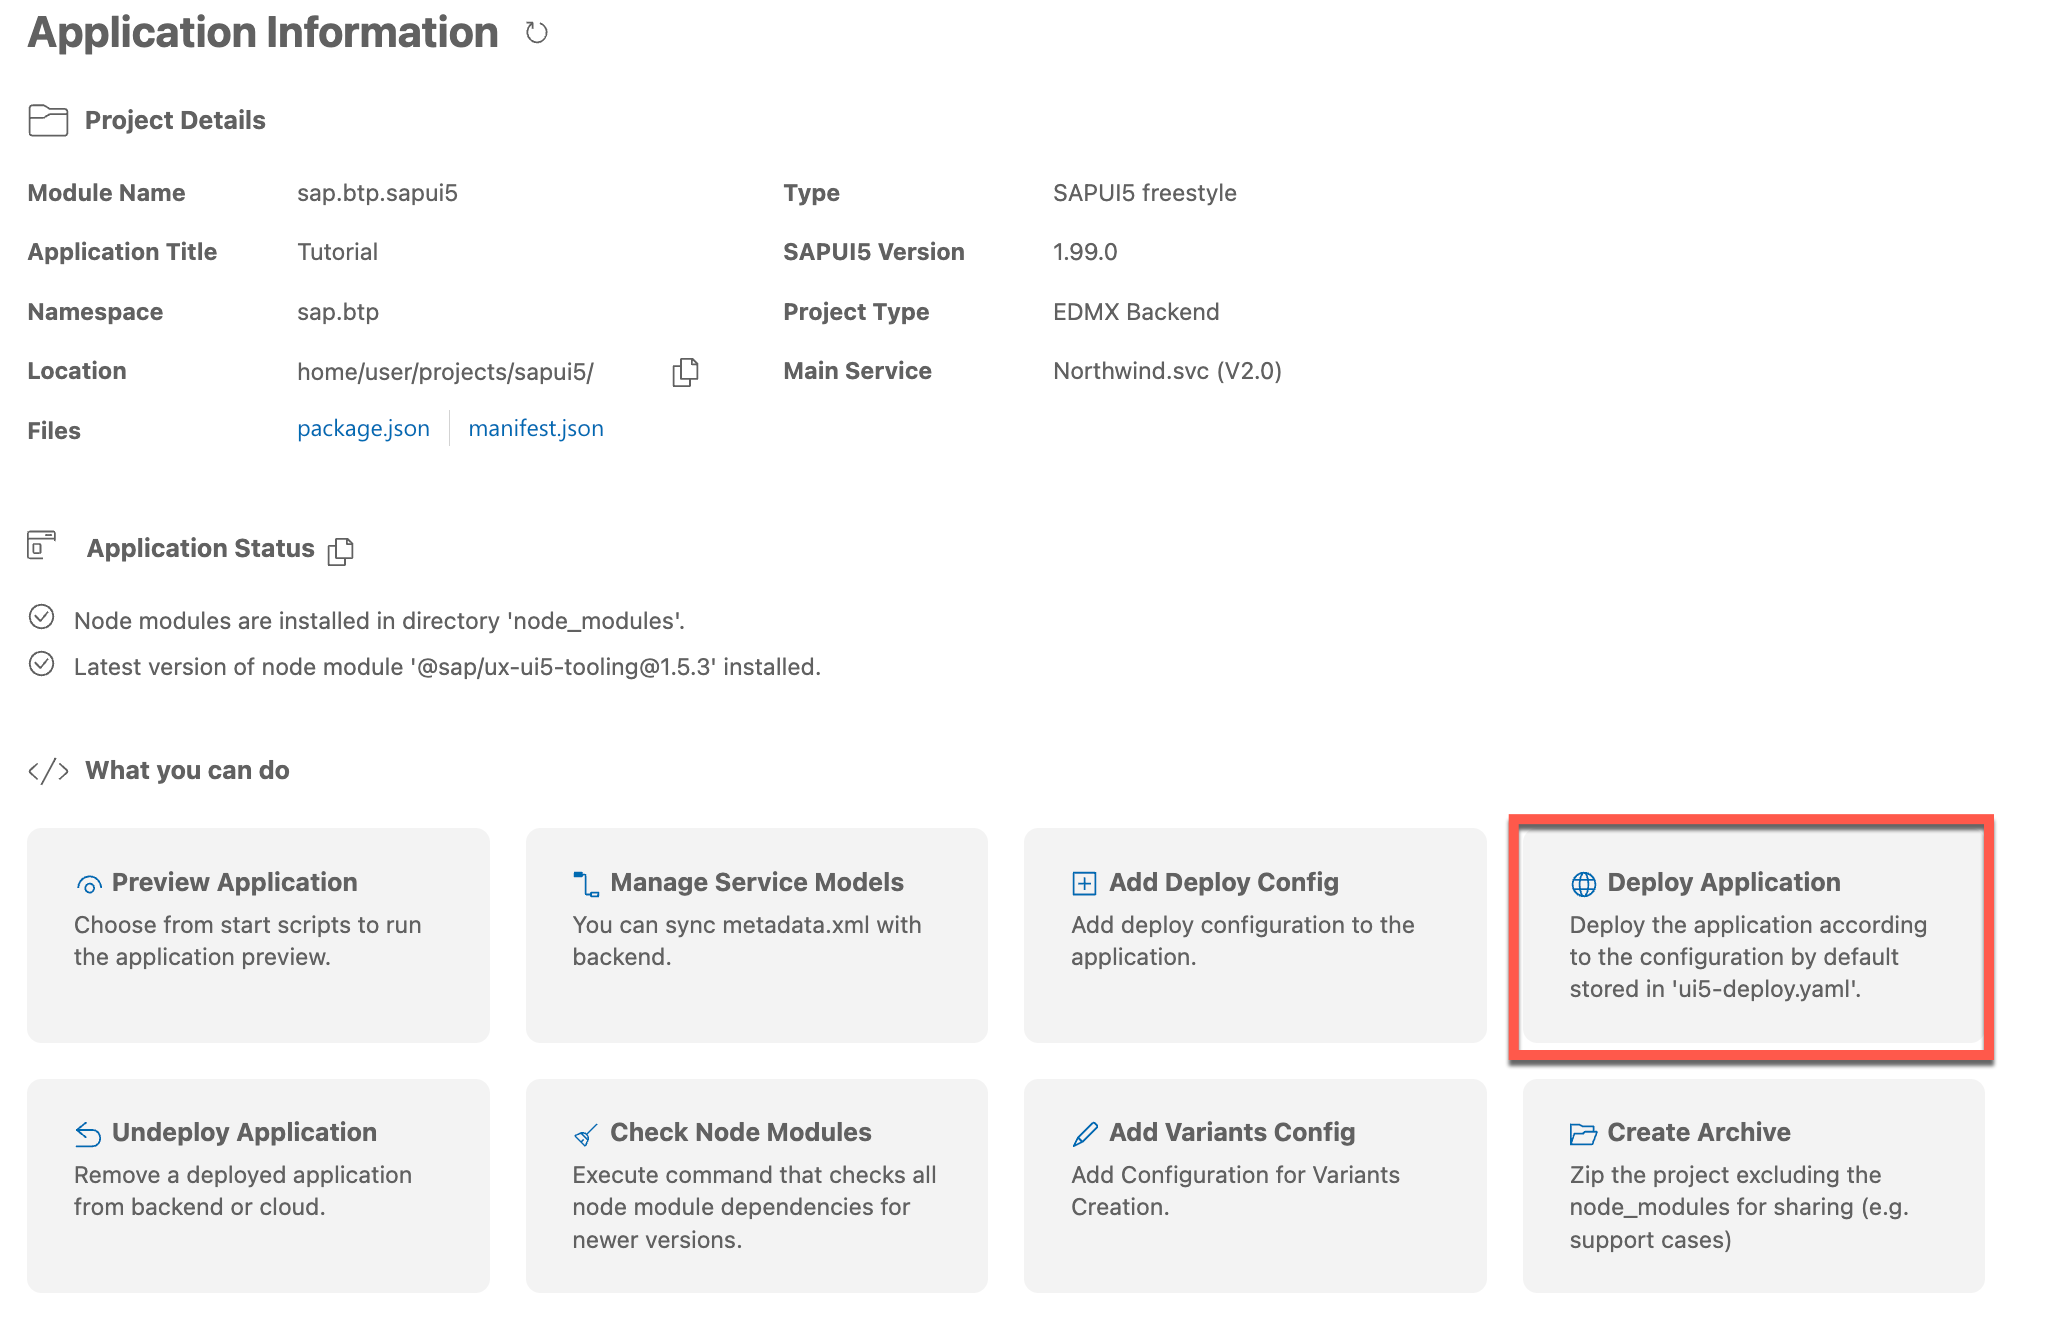 Application Information
Project Details
Module Name sap.btp.sapui5 Type SAPUI5 freestyle
Application Title Tutorial SAPUI5 Version 1.99.0
Namespace sap.btp Project Type EDMX Backend
Location home/user/projects/sapui5/ Main Service Northwind.svc (V2.0)
Files package.json manifest.json
Application Status
Node modules are installed in directory 'node_modules'.
Latest version of node module '@sap/ux-ui5-tooling@1.5.3' installed.
What you can do
Preview Application
Choose from start scripts to run
the application preview.
Manage Service Models
You can sync metadata.xml with
backend.
Add Deploy Config
Add deploy configuration to the
application.
Deploy Application
Deploy the application according
to the configuration by default
stored in 'ui5-deploy.yaml'.
Undeploy Application
Remove a deployed application
from backend or cloud.
Check Node Modules
Execute command that checks all
node module dependencies for
newer versions.
Add Variants Config
Add Configuration for Variants
Creation.
Create Archive
Zip the project excluding the
node_modules for sharing (e.g.
support cases)